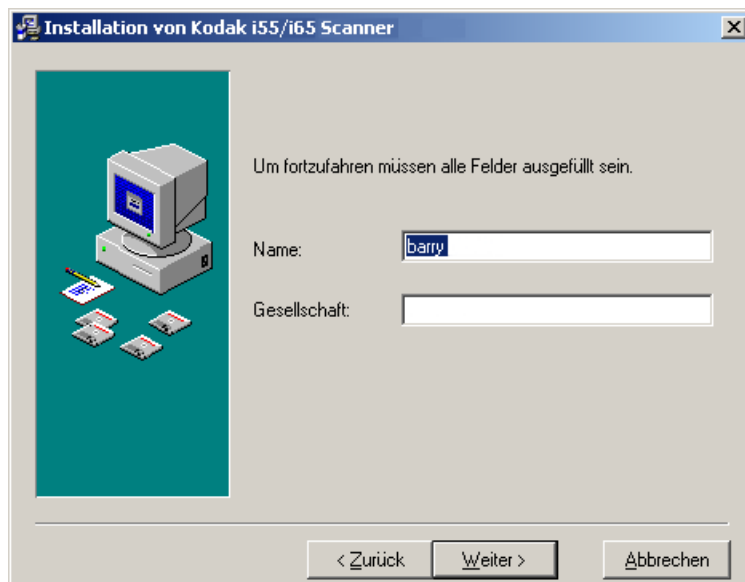 Installation von Kodak i55/i65 Scanner
Um fortzufahren müssen alle Felder ausgefüllt sein.
Name:
barry
Gesellschaft:
< Zurück
Weiter >
Abbrechen